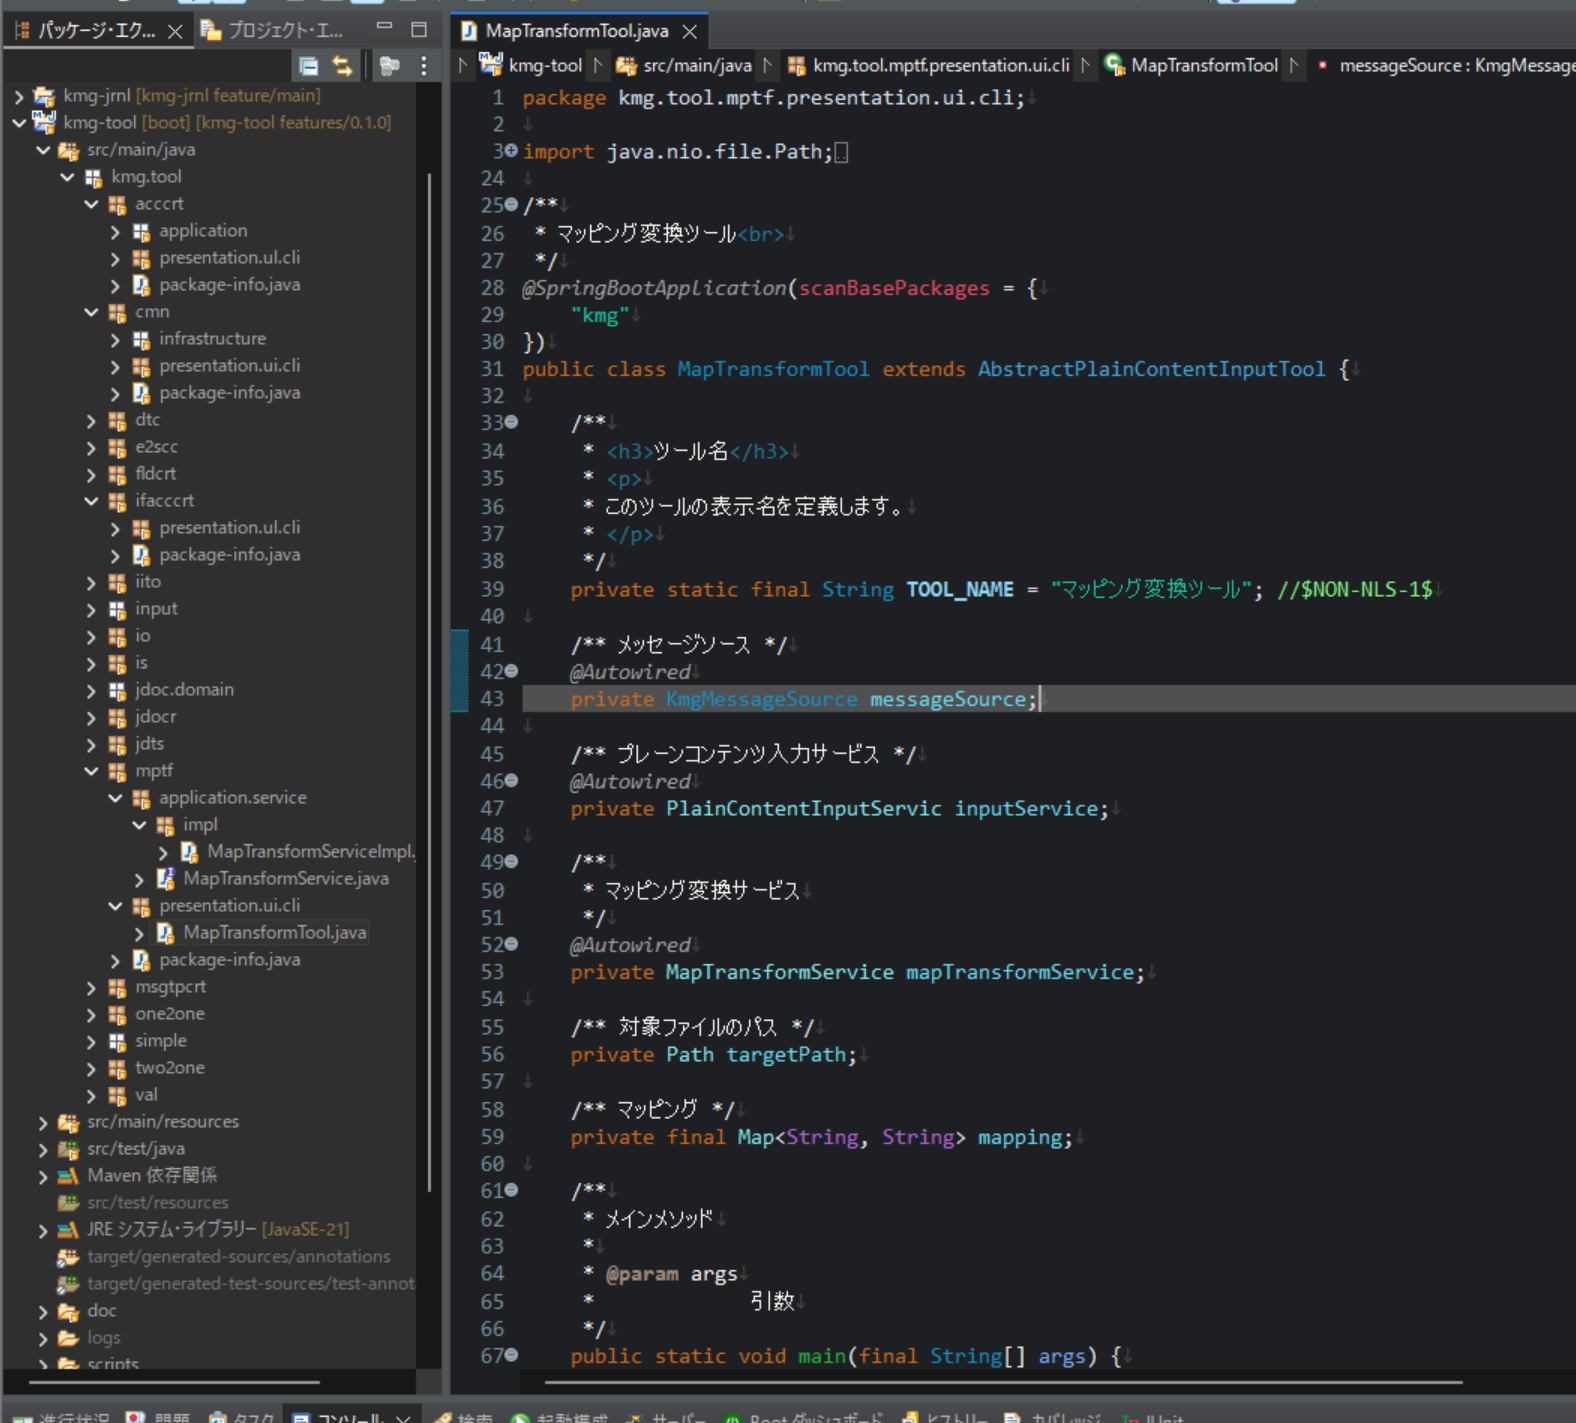 パッケージ・エク...
プロジェクト・エ...
kmg-jrnl [kmg-jrnl feature/main]
kmg-tool [boot] [kmg-tool features/0.1.0]
src/main/java
kmg.tool
acccrt
application
presentation.ul.cli
package-info.java
cmn
infrastructure
presentation.ui.cli
package-info.java
dtc
e2scc
fldcrt
ifacccrt
presentation.ul.cli
package-info.java
iito
input
io
is
jdoc.domain
jdocr
jdts
mptf
application.service
impl
MapTransformServiceImpl.
MapTransformService.java
presentation.ui.cli
MapTransformTool.java
package-info.java
msgtpcrt
one2one
simple
two2one
val
src/main/resources
src/test/java
Maven 依存関係
src/test/resources
JRE システム・ライブラリー [JavaSE-21]
target/generated-sources/annotations
target/generated-test-sources/test-annot
doc
logs
scripts
MapTransformTool.java
kmg-tool
src/main/java
kmg.tool.mptf.presentation.ui.cli
MapTransformTool
messageSource : KmgMessage
1 package kmg.tool.mptf.presentation.ui.cli;
2
3 import java.nio.file.Path;
24
25 /**
26 * マッピング変換ツール<br>
27 */
28 @SpringBootApplication(scanBasePackages = {
29 "kmg"
30 })
31 public class MapTransformTool extends AbstractPlainContentInputTool {
32
33 /**
34 * <h3>ツール名</h3>
35 * <p>
36 * このツールの表示名を定義します。
37 * </p>
38 */
39 private static final String TOOL_NAME = "マッピング変換ツール"; //$NON-NLS-1$
40
41 /** メッセージソース */
42 @Autowired
43 private KmgMessageSource messageSource;
44
45 /** プレーンコンテンツ入力サービス */
46 @Autowired
47 private PlainContentInputServic inputService;
48
49 /**
50 * マッピング変換サービス
51 */
52 @Autowired
53 private MapTransformService mapTransformService;
54
55 /** 対象ファイルのパス */
56 private Path targetPath;
57
58 /** マッピング */
59 private final Map<String, String> mapping;
60
61 /**
62 * メインメソッド
63 *
64 * @param args
65 * 引数
66 */
67 public static void main(final String[] args) {
進行状況 問題 タスク コンソール 検索 起動構成 サーバー Boot ダッシュボード ヒストリー カバレッジ JUnit